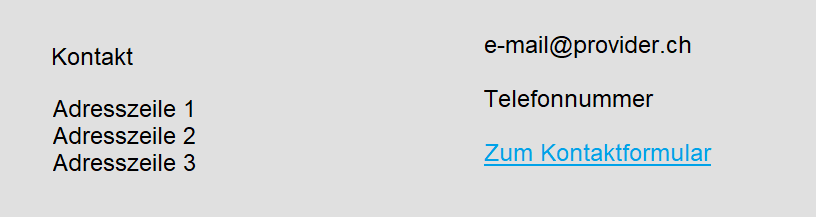 Kontakt
Adresszeile 1
Adresszeile 2
Adresszeile 3
e-mail@provider.ch
Telefonnummer
Zum Kontaktformular